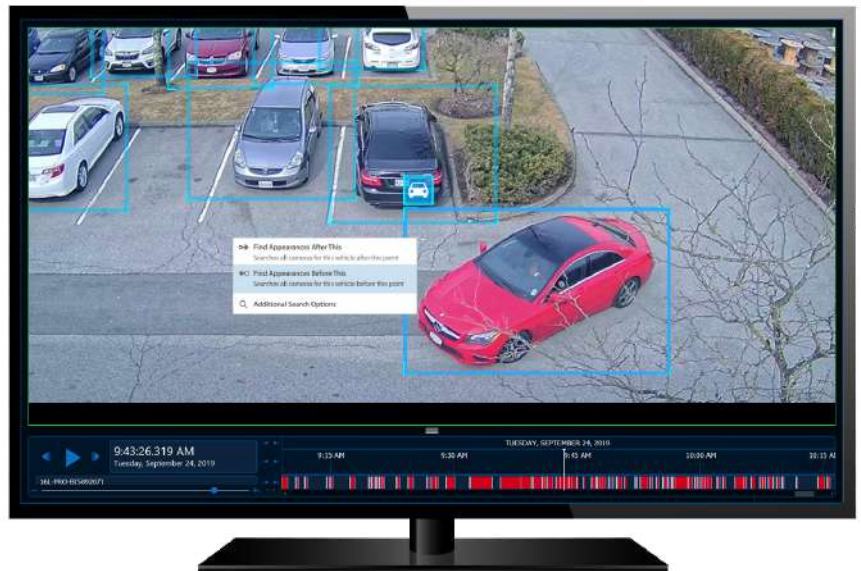 Find Appearances After This
Searches all cameras for this vehicle after this point
Find Appearances Before This
Searches all cameras for this vehicle before this point
Additional Search Options
TUESDAY, SEPTEMBER 24, 2019
9:43:26.319 AM
Tuesday, September 24, 2019
9:15 AM
9:30 AM
9:45 AM
10:00 AM
10:15 A